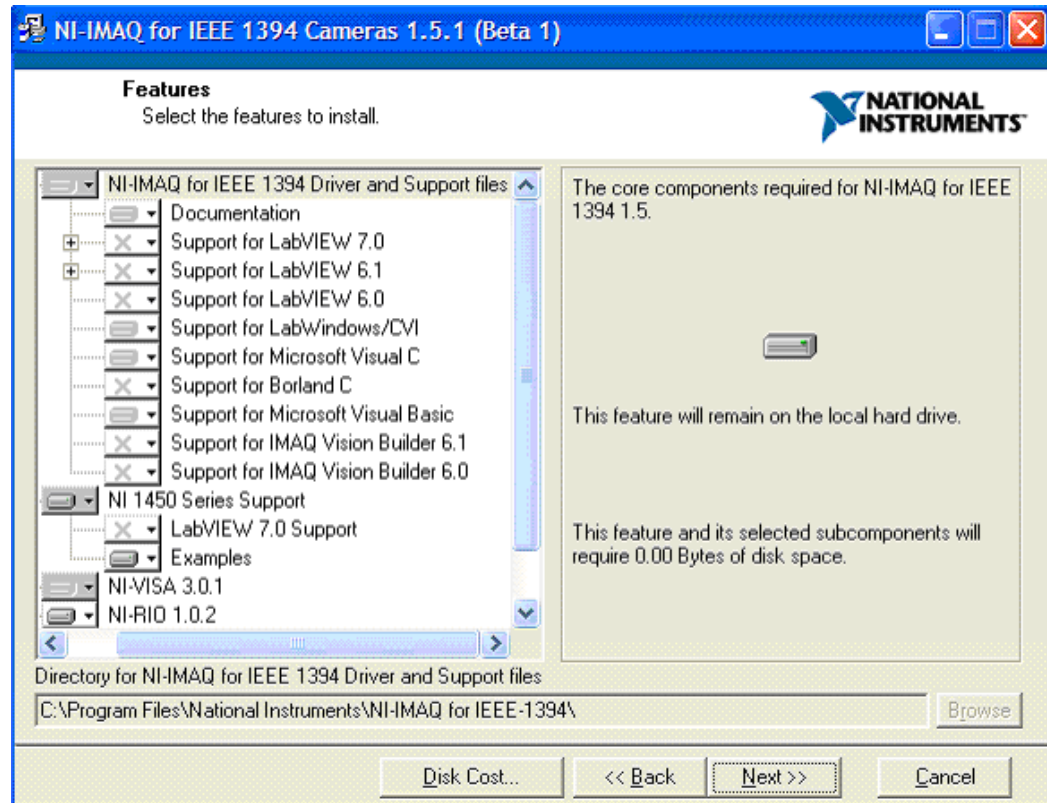 NI-IMAQ for IEEE 1394 Cameras 1.5.1 (Beta 1)
Features
Select the features to install.
NATIONAL
INSTRUMENTS™
NI-IMAQ for IEEE 1394 Driver and Support files
Documentation
Support for LabVIEW 7.0
Support for LabVIEW 6.1
Support for LabVIEW 6.0
Support for LabWindows/CVI
Support for Microsoft Visual C
Support for Borland C
Support for Microsoft Visual Basic
Support for IMAQ Vision Builder 6.1
Support for IMAQ Vision Builder 6.0
NI 1450 Series Support
LabVIEW 7.0 Support
Examples
NI-VISA 3.0.1
NI-RIO 1.0.2
The core components required for NI-IMAQ for IEEE
1394 1.5.
This feature will remain on the local hard drive.
This feature and its selected subcomponents will
require 0.00 Bytes of disk space.
Directory for NI-IMAQ for IEEE 1394 Driver and Support files
C:\Program Files\National Instruments\NI-IMAQ for IEEE-1394\
Browse
Disk Cost...
<< Back
Next >>
Cancel